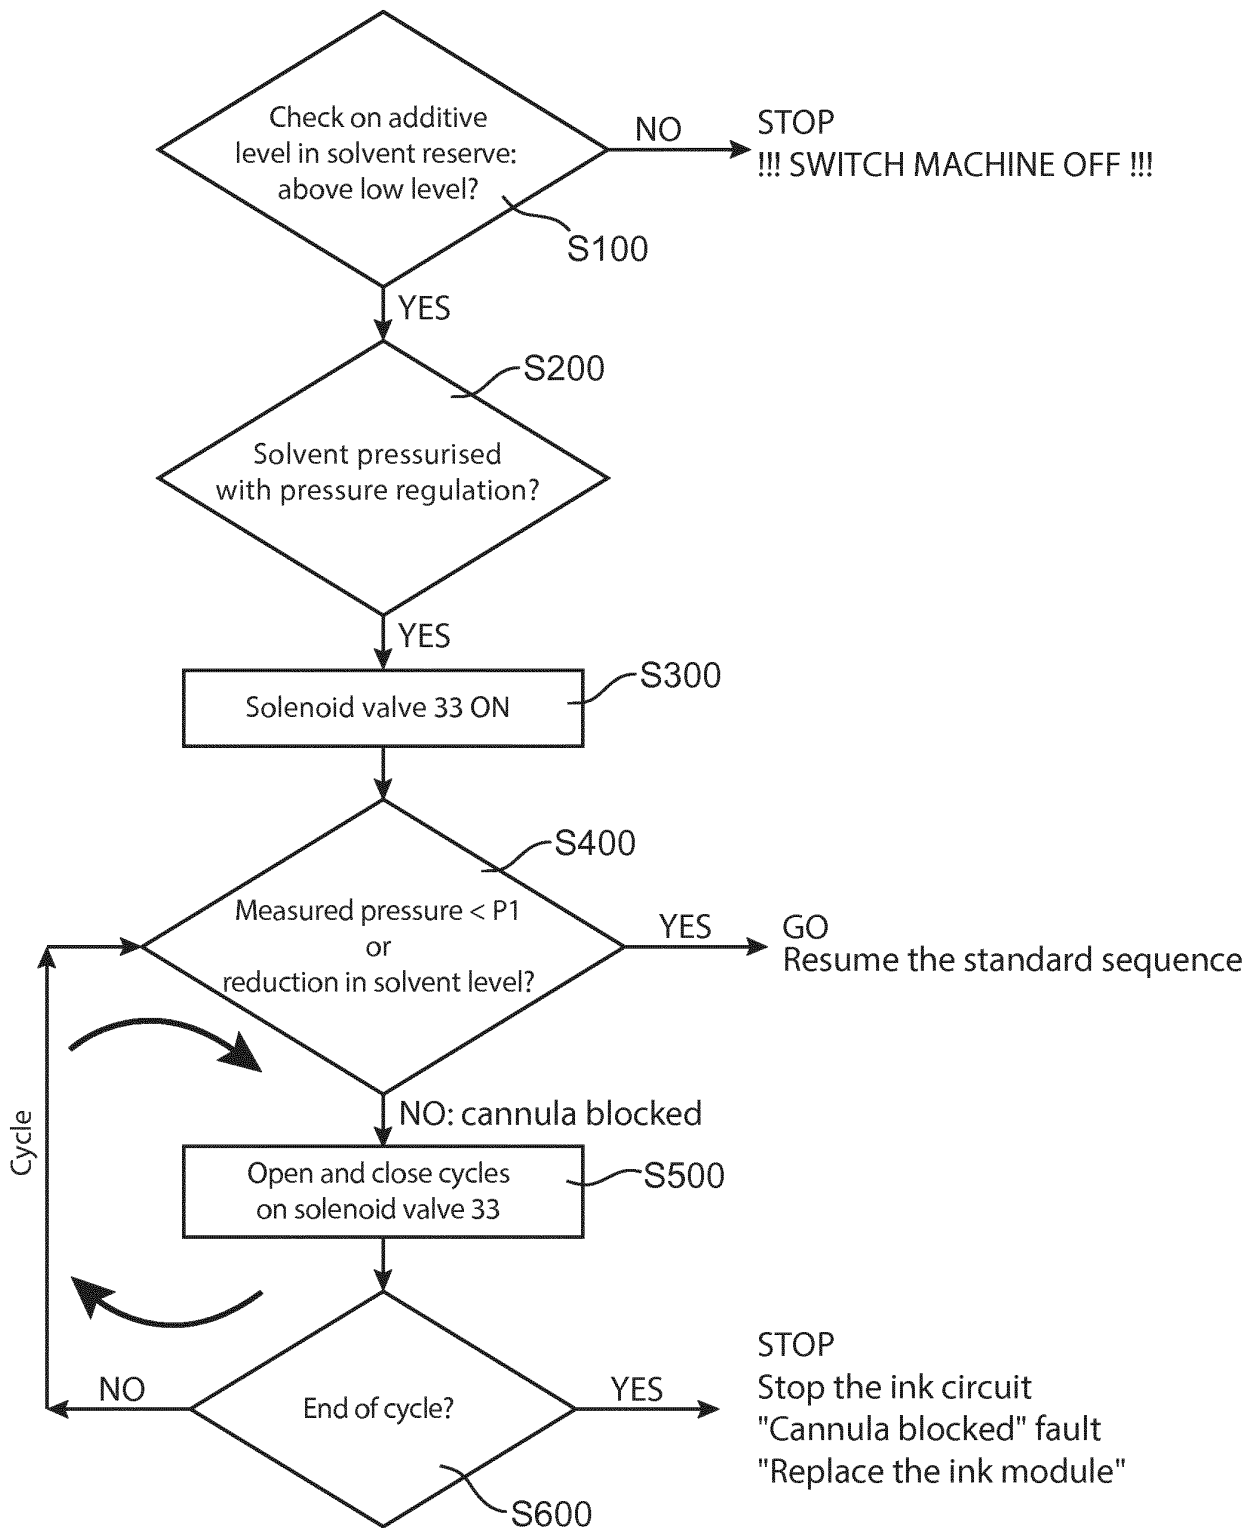 Check on additive
level in solvent reserve:
above low level?
NO
STOP
!!! SWITCH MACHINE OFF !!!
S100
YES
S200
Solvent pressurised
with pressure regulation?
YES
S300
Solenoid valve 33 ON
S400
Measured pressure < P1
or
reduction in solvent level?
YES
GO
Resume the standard sequence
NO: cannula blocked
Cycle
Open and close cycles
on solenoid valve 33
S500
NO
End of cycle?
YES
STOP
Stop the ink circuit
"Cannula blocked" fault
"Replace the ink module"
S600